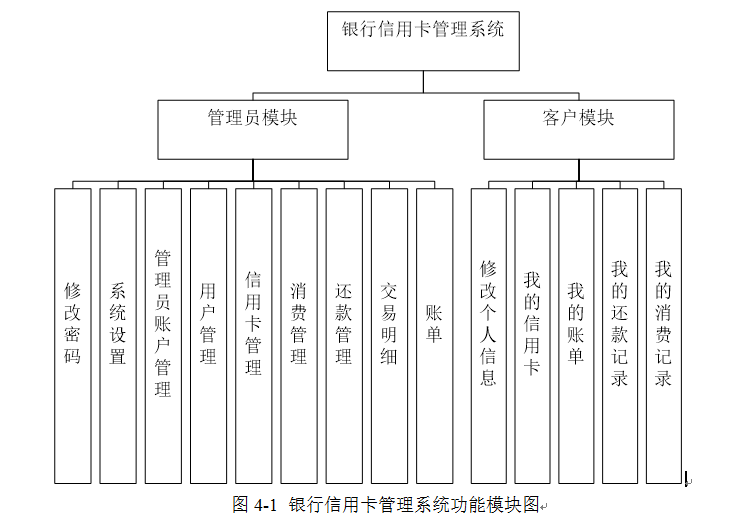 银行信用卡管理系统
管理员模块
客户模块
修改密码
系统设置
管理员账户管理
用户管理
信用卡管理
消费管理
还款管理
交易明细
账单
修改个人信息
我的信用卡
我的账单
我的还款记录
我的消费记录
图 4-1 银行信用卡管理系统功能模块图